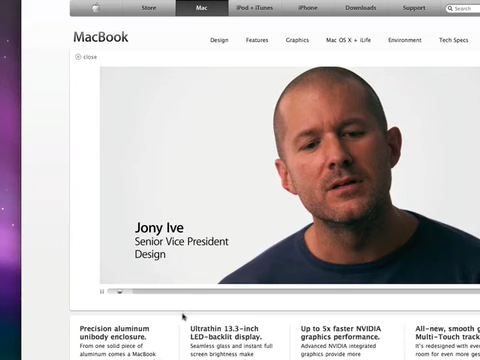 Store Mac iPod + iTunes iPhone Downloads Support Search
MacBook
Design Features Graphics Mac OS X + iLife Environment Tech Specs
close
Jony Ive
Senior Vice President
Design
Precision aluminum
unibody enclosure.
From one solid piece of
aluminum comes a MacBook
Ultrathin 13.3-inch
LED-backlit display.
Seamless glass and instant full
screen brightness make
Up to 5x faster NVIDIA
graphics performance.
Advanced NVIDIA integrated
graphics provide more
All-new, smooth g
Multi-Touch track
It's redesigned with e
room for even more ge